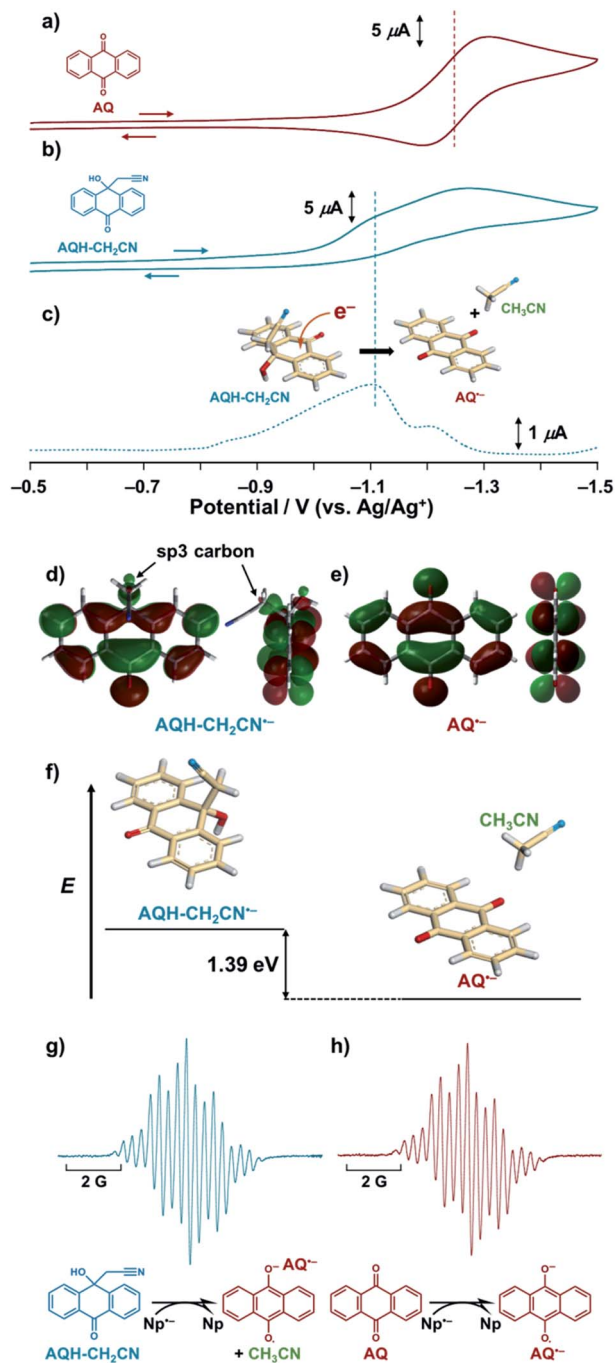 a)
5 μA
O
O
AQ
b)
HO
N
O
5 μA
AQH-CH₂CN
c)
e⁻
+
CH₃CN
AQH-CH₂CN
AQ•⁻
1 μA
–0.5 –0.7 –0.9 –1.1 –1.3 –1.5
Potential / V (vs. Ag/Ag⁺)
sp3 carbon
d)
e)
AQH-CH₂CN•⁻
AQ•⁻
f)
CH₃CN
E
AQH-CH₂CN•⁻
1.39 eV
AQ•⁻
g)
h)
2 G
2 G
HO
N
O⁻ AQ•⁻
O
O⁻
Np•⁻ Np
Np•⁻ Np
O
O•
O
O•
AQH-CH₂CN
+ CH₃CN
AQ
AQ•⁻